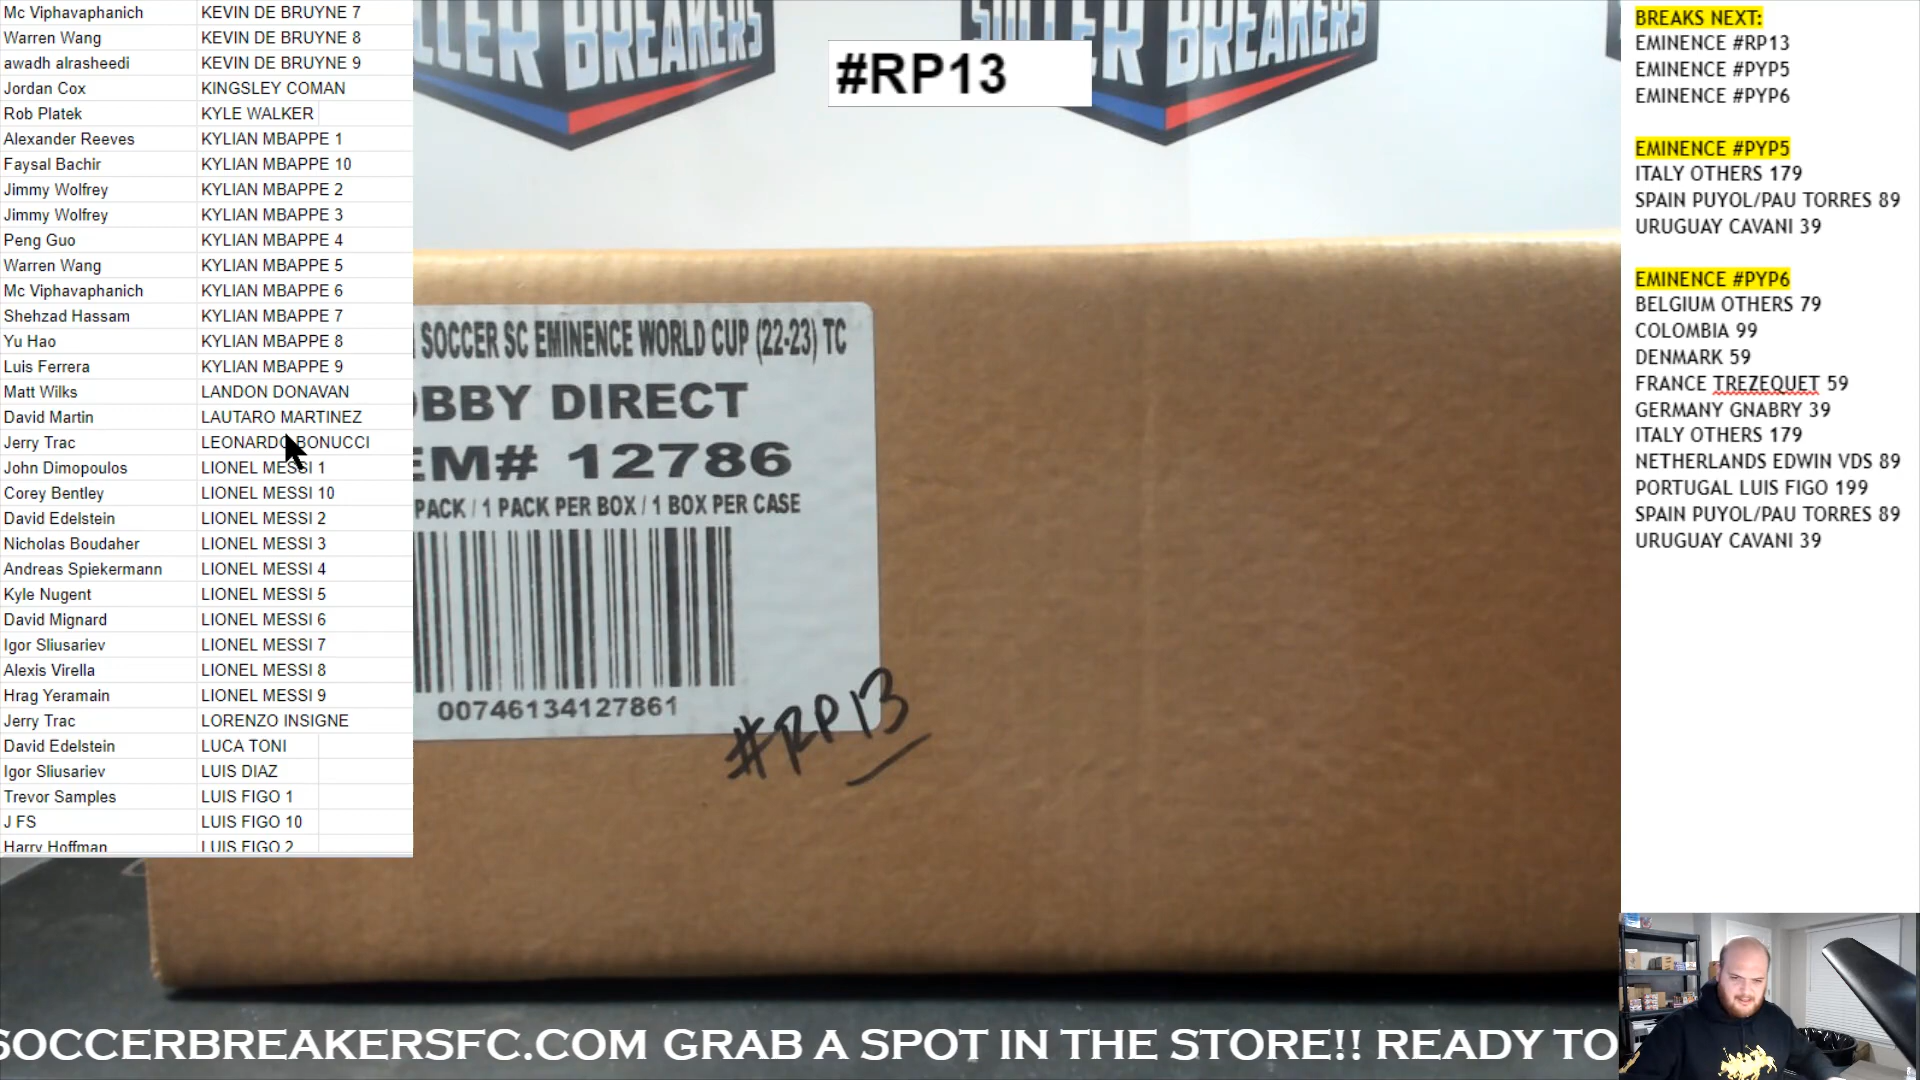 Mc Viphavaphanich KEVIN DE BRUYNE 7
Warren Wang KEVIN DE BRUYNE 8
awadh alrasheedi KEVIN DE BRUYNE 9
Jordan Cox KINGSLEY COMAN
Rob Platek KYLE WALKER
Alexander Reeves KYLIAN MBAPPE 1
Faysal Bachir KYLIAN MBAPPE 10
Jimmy Wolfrey KYLIAN MBAPPE 2
Jimmy Wolfrey KYLIAN MBAPPE 3
Peng Guo KYLIAN MBAPPE 4
Warren Wang KYLIAN MBAPPE 5
Mc Viphavaphanich KYLIAN MBAPPE 6
Shehzad Hassam KYLIAN MBAPPE 7
Yu Hao KYLIAN MBAPPE 8
Luis Ferrera KYLIAN MBAPPE 9
Matt Wilks LANDON DONAVAN
David Martin LAUTARO MARTINEZ
Jerry Trac LEONARDO BONUCCI
John Dimopoulos LIONEL MESSI 1
Corey Bentley LIONEL MESSI 10
David Edelstein LIONEL MESSI 2
Nicholas Boudaher LIONEL MESSI 3
Andreas Spiekermann LIONEL MESSI 4
Kyle Nugent LIONEL MESSI 5
David Mignard LIONEL MESSI 6
Igor Sliusariev LIONEL MESSI 7
Alexis Virella LIONEL MESSI 8
Hrag Yeramain LIONEL MESSI 9
Jerry Trac LORENZO INSIGNE
David Edelstein LUCA TONI
Igor Sliusariev LUIS DIAZ
Trevor Samples LUIS FIGO 1
J FS LUIS FIGO 10
Harry Hoffman LUIS FIGO 2
BREAKERS
SOCCER BREAKERS
#RP13
SOCCER SC EMINENCE WORLD CUP (22-23) TC
OBBY DIRECT
EM# 12786
PACK / 1 PACK PER BOX / 1 BOX PER CASE
00746134127861
#RP13
BREAKS NEXT:
EMINENCE #RP13
EMINENCE #PYP5
EMINENCE #PYP6
EMINENCE #PYP5
ITALY OTHERS 179
SPAIN PUYOL/PAU TORRES 89
URUGUAY CAVANI 39
EMINENCE #PYP6
BELGIUM OTHERS 79
COLOMBIA 99
DENMARK 59
FRANCE TREZEQUET 59
GERMANY GNABRY 39
ITALY OTHERS 179
NETHERLANDS EDWIN VDS 89
PORTUGAL LUIS FIGO 199
SPAIN PUYOL/PAU TORRES 89
URUGUAY CAVANI 39
SOCCERBREAKERSFC.COM GRAB A SPOT IN THE STORE!! READY TO